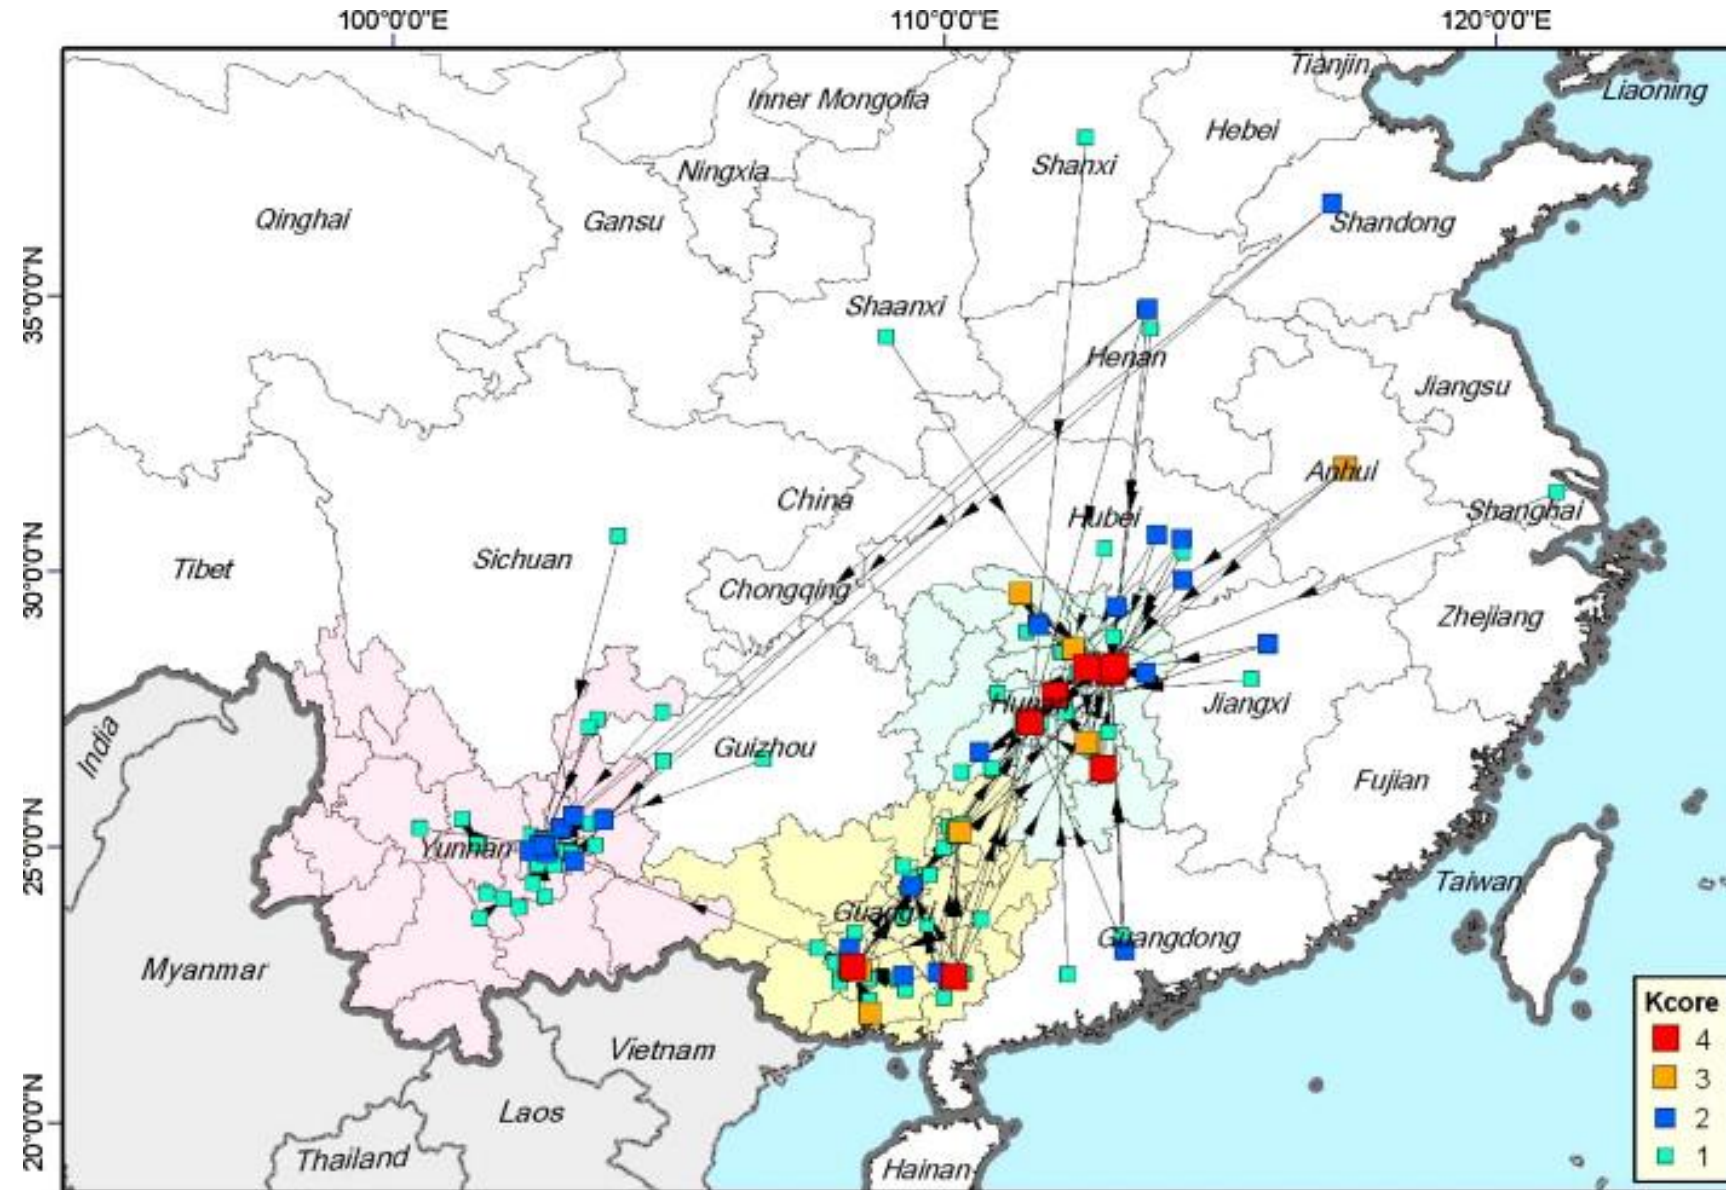 100°0'0"E
110°0'0"E
120°0'0"E
Tianjin
Liaoning
Inner Mongolia
Hebei
Shanxi
Ningxia
Qinghai
Gansu
Shandong
35°0'0"N
Shaanxi
Henan
Jiangsu
Anhui
China
Hubei
Shanghai
30°0'0"N
Tibet
Sichuan
Chongqing
Zhejiang
Hunan
Jiangxi
India
Guizhou
Fujian
25°0'0"N
Yunnan
Taiwan
Guangxi
Guangdong
Myanmar
Kcore
4
3
2
1
Vietnam
20°0'0"N
Laos
Thailand
Hainan